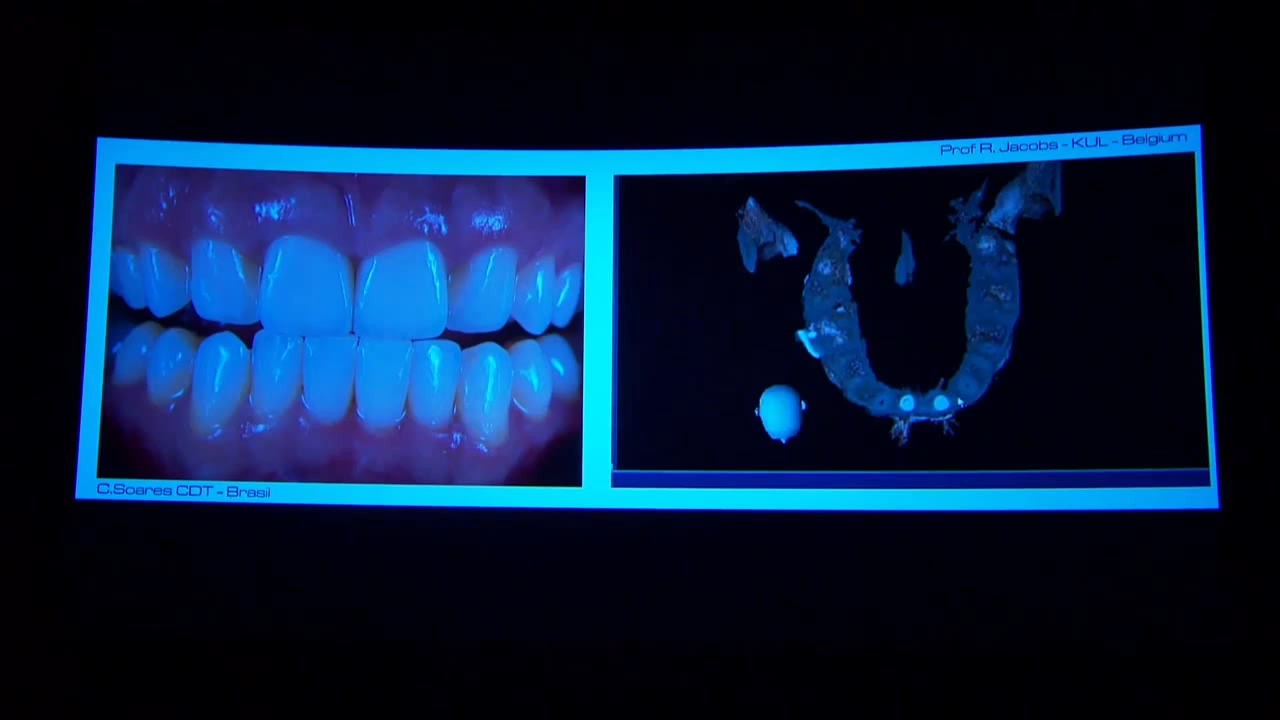 Prof R. Jacobs - KUL - Belgium
C.Soares CDT - Brasil